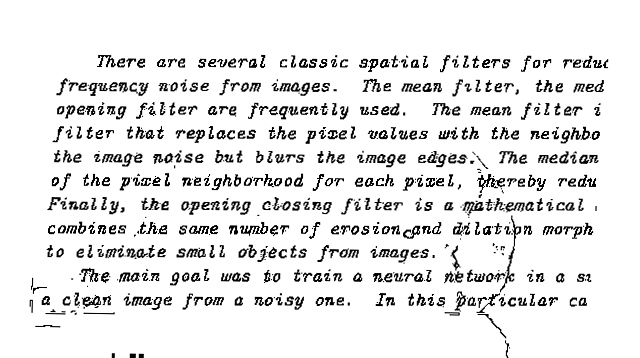 There are several classic spatial filters for reduc
frequency noise from images. The mean filter, the med
opening filter are frequently used. The mean filter i
filter that replaces the pixel values with the neighbo
the image noise but blurs the image edges. The median
of the pixel neighborhood for each pixel, thereby redu
Finally, the opening closing filter is a mathematical
combines the same number of erosion and dilation morph
to eliminate small objects from images.
The main goal was to train a neural network in a si
a clean image from a noisy one. In this particular ca